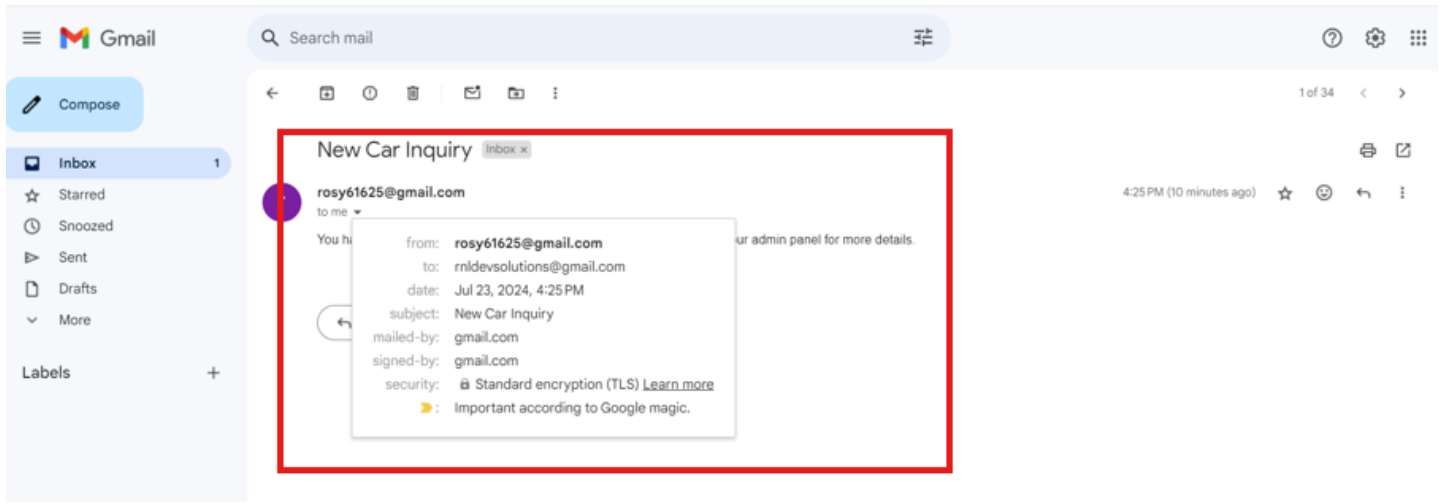 Gmail
Search mail
Compose
1 of 34
New Car Inquiry Inbox x
Inbox 1
Starred
Snoozed
Sent
Drafts
More
Labels
rosy61625@gmail.com
4:25 PM (10 minutes ago)
to me
You admin panel for more details.
from: rosy61625@gmail.com
to: rnldevsolutions@gmail.com
date: Jul 23, 2024, 4:25 PM
subject: New Car Inquiry
mailed-by: gmail.com
signed-by: gmail.com
security: Standard encryption (TLS) Learn more
: Important according to Google magic.